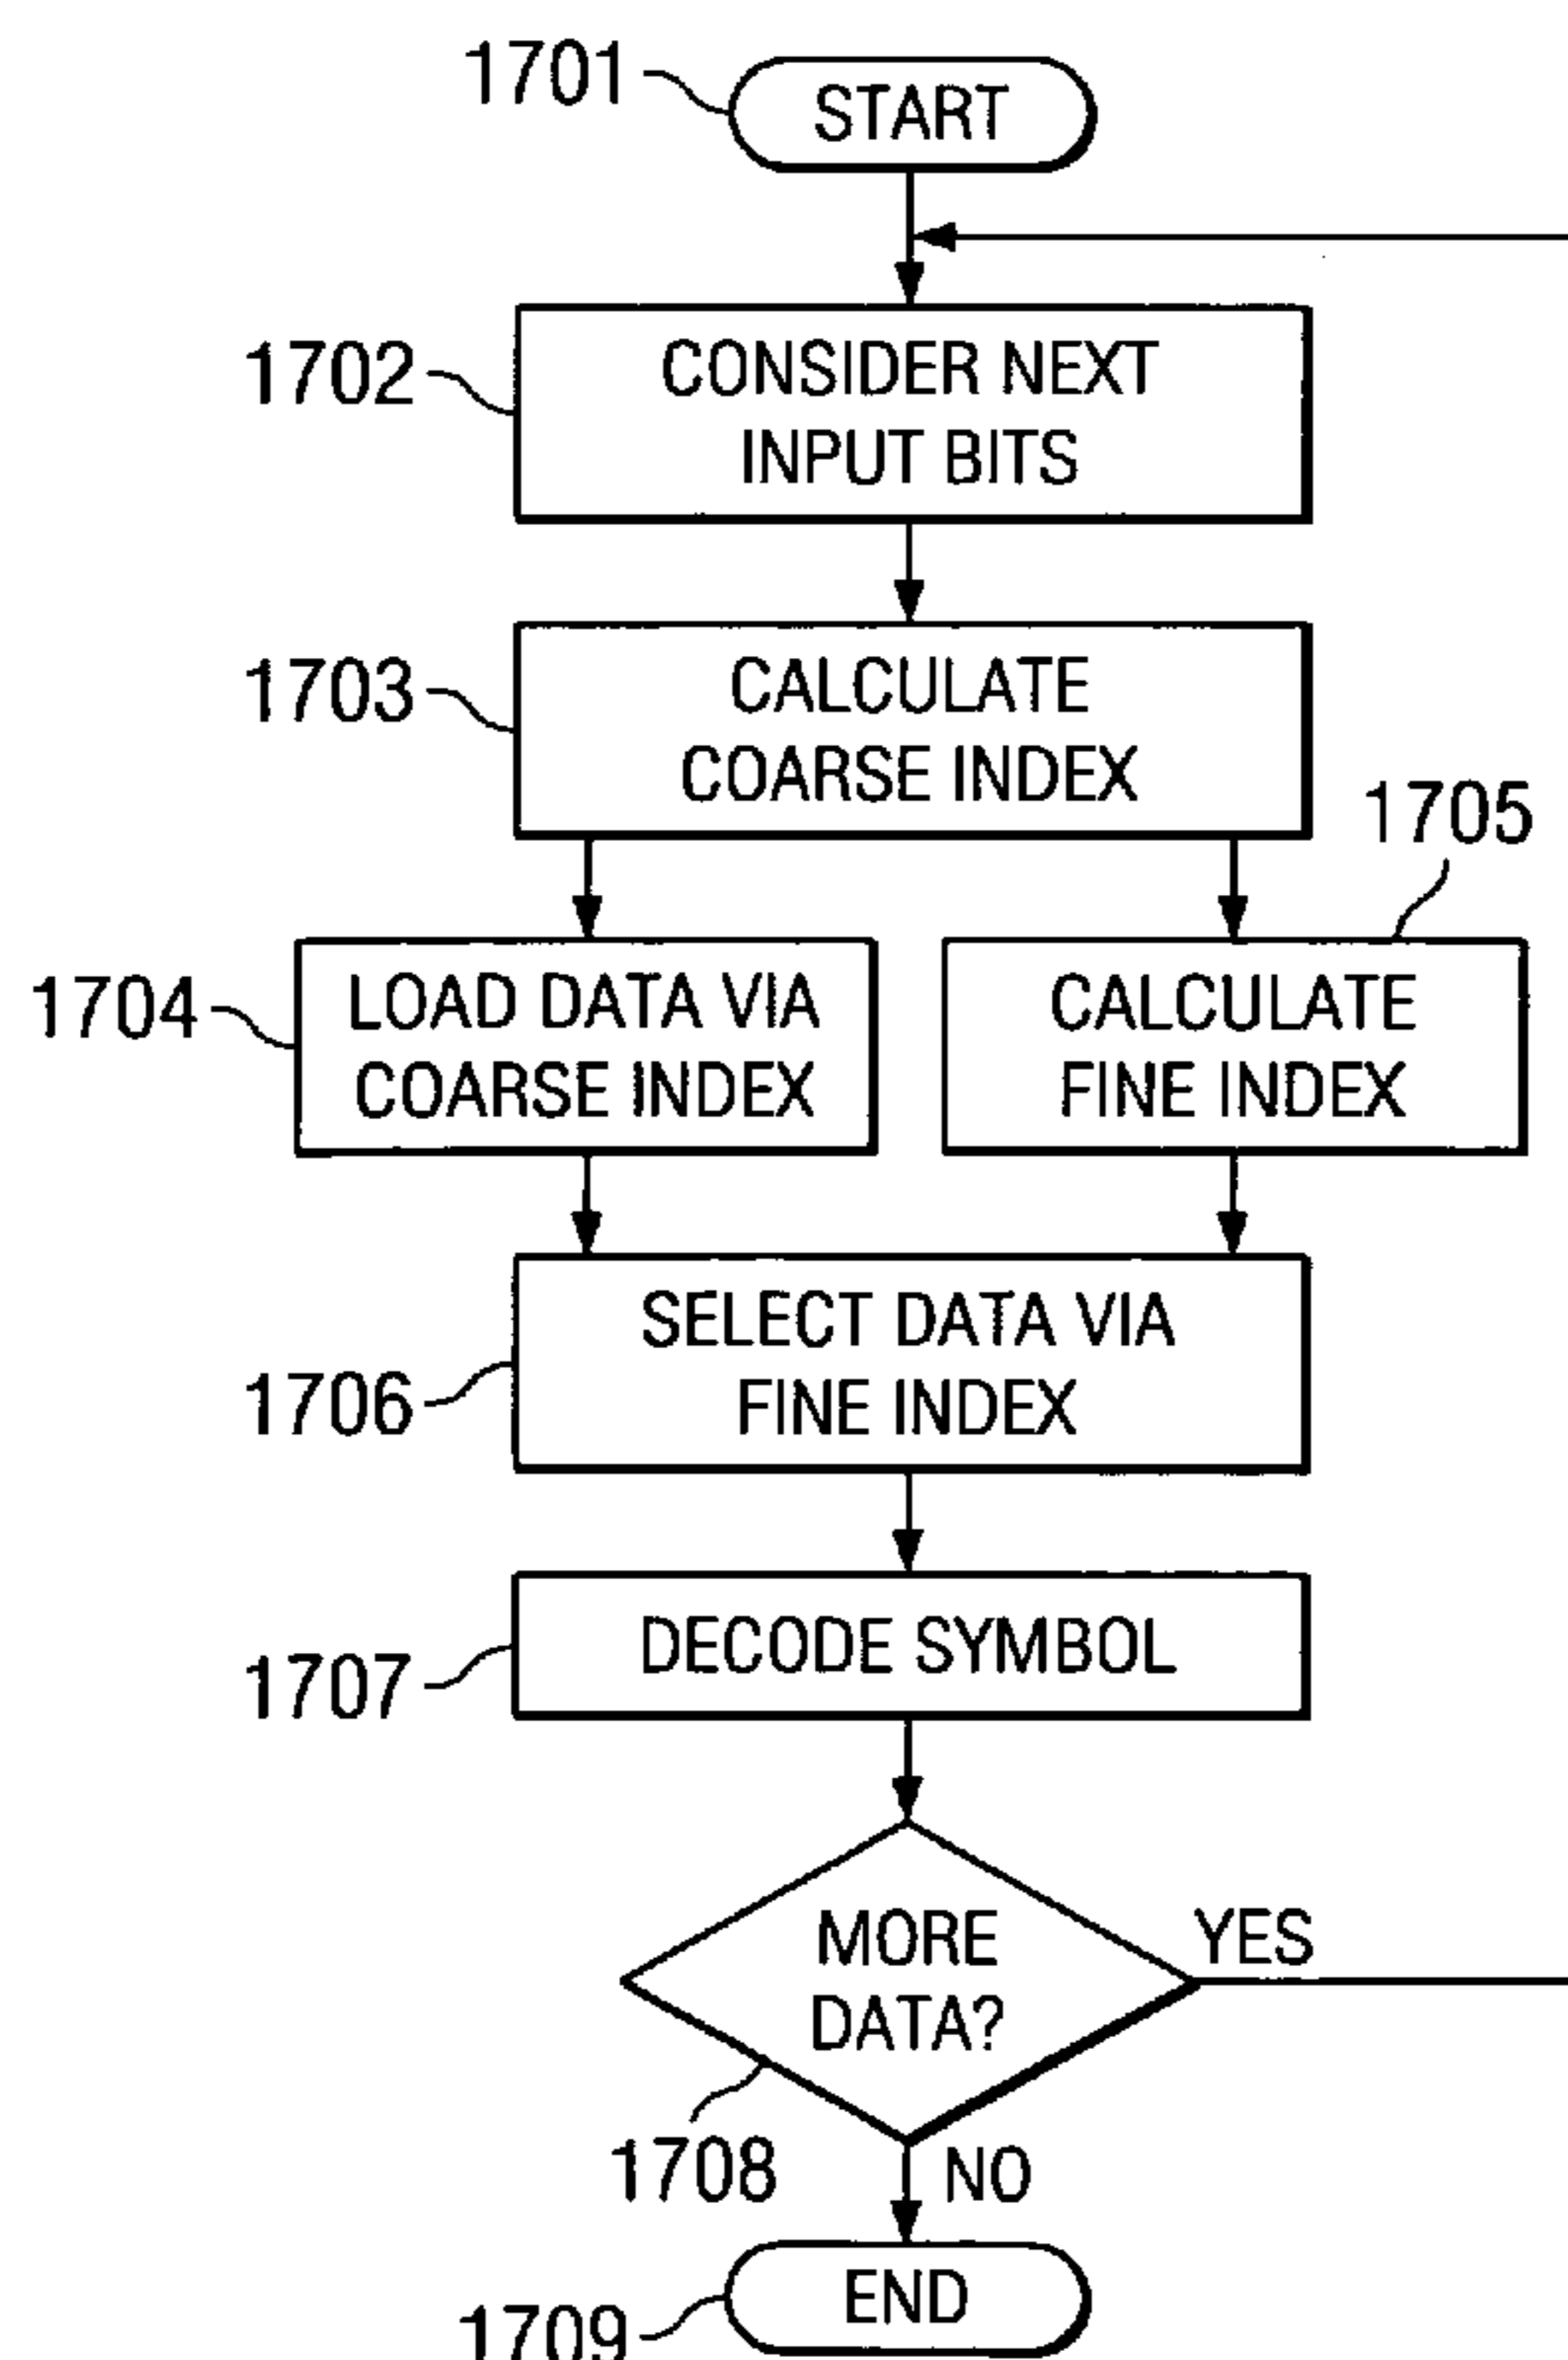 1701
START
1702
CONSIDER NEXT
INPUT BITS
1703
CALCULATE
COARSE INDEX
1705
1704
LOAD DATA VIA
COARSE INDEX
CALCULATE
FINE INDEX
1706
SELECT DATA VIA
FINE INDEX
1707
DECODE SYMBOL
MORE
DATA?
YES
1708
NO
END
1709